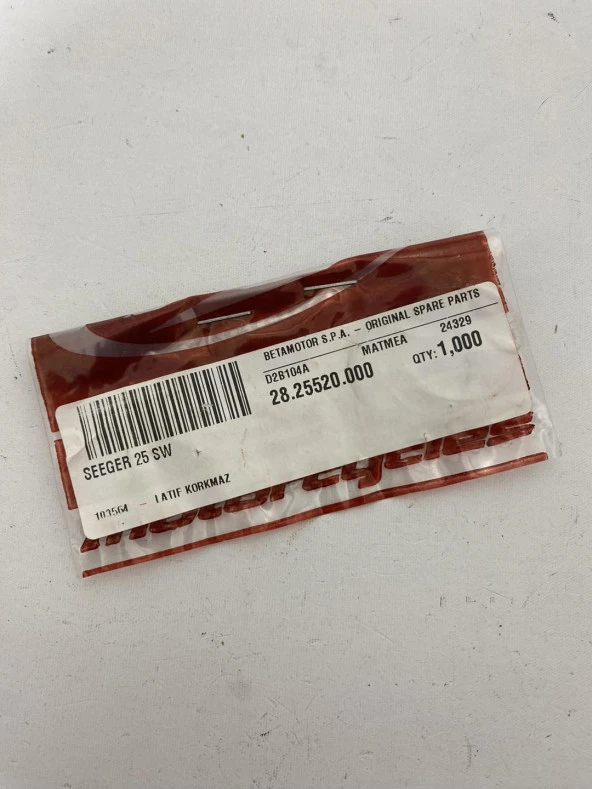 BETAMOTOR S.P.A. - ORIGINAL SPARE PARTS
D2B104A MATMEA 24329
28.25520.000 QTY: 1,000
SEEGER 25 SW
103564 - LATIF KORKMAZ
motorcycles